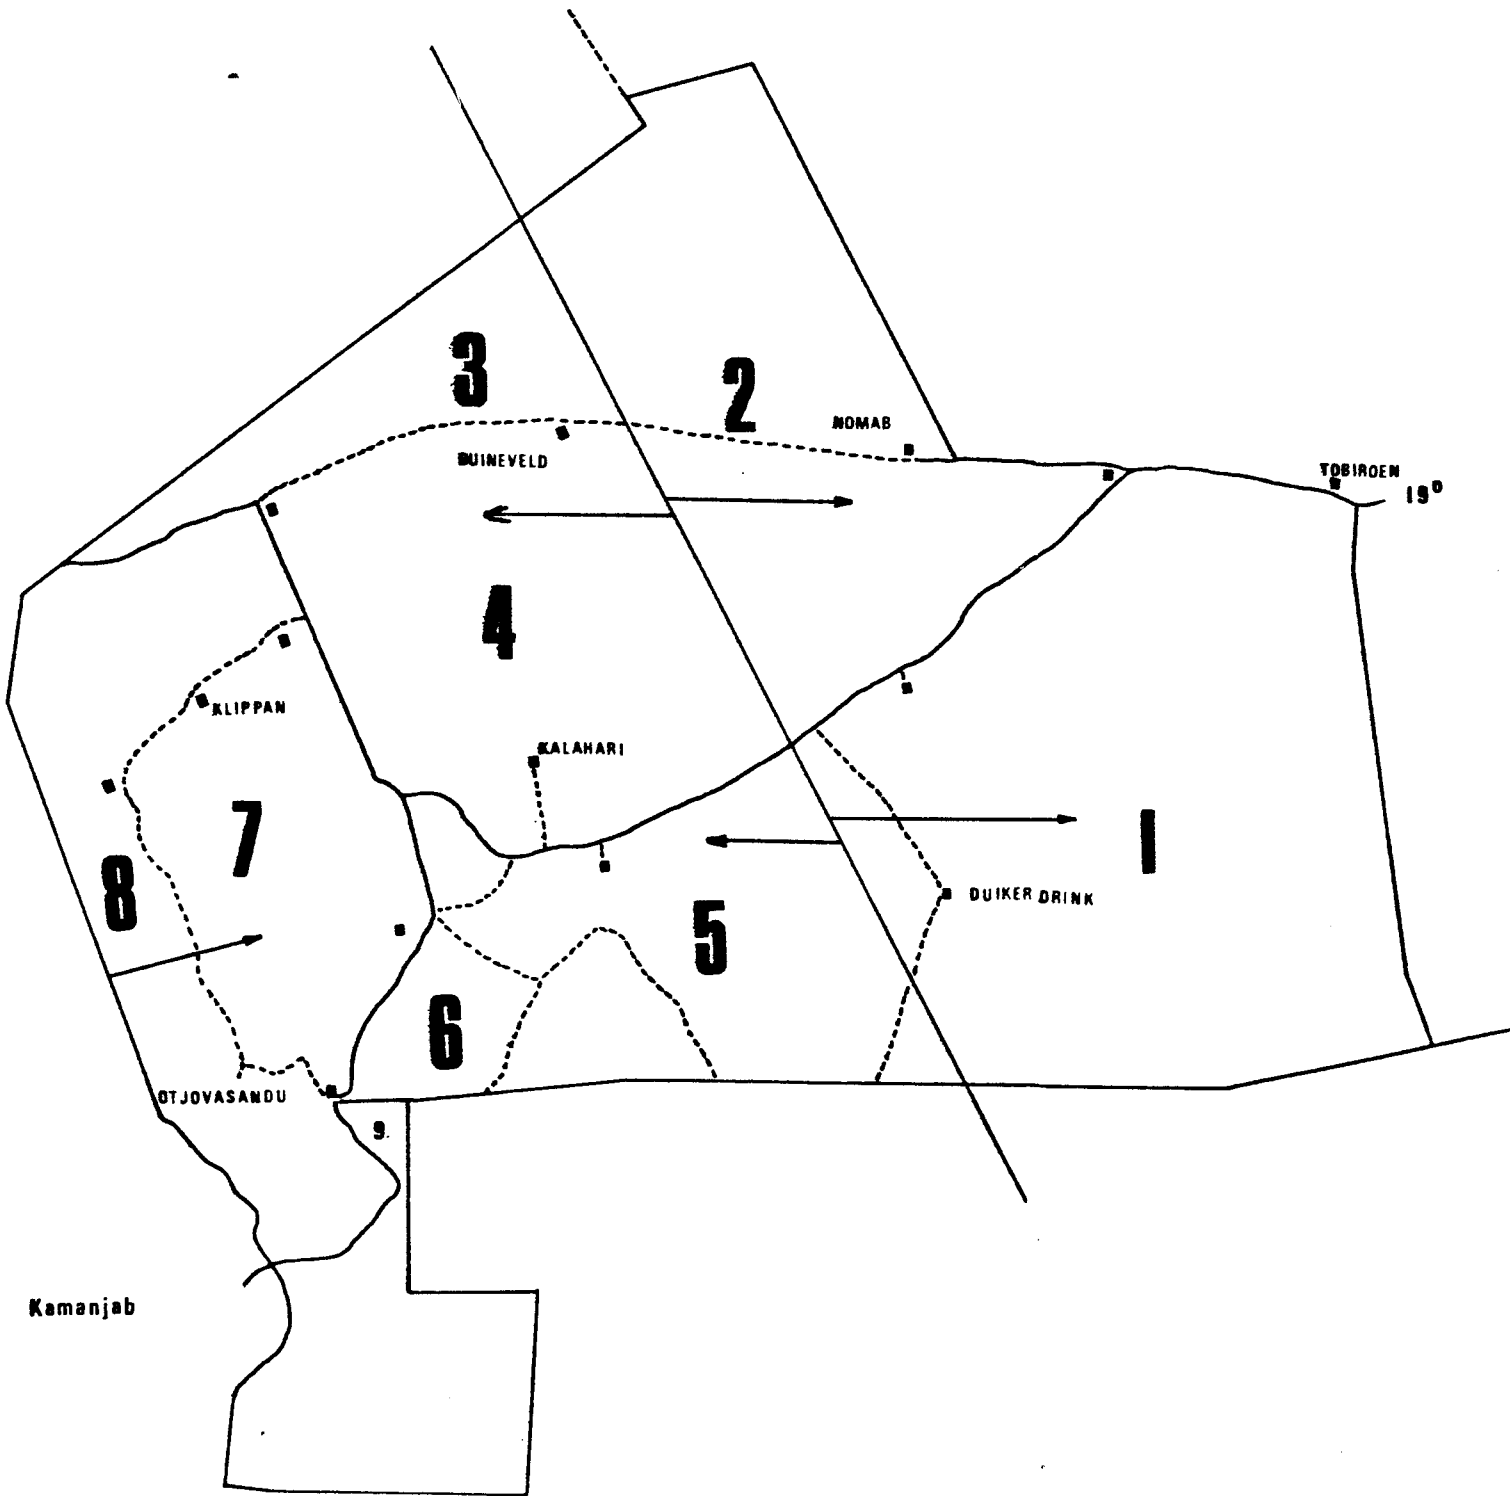 3
2
NOMAB
DUINEVELD
TOBIROEN
19°
4
KLIPPAN
KALAHARI
7
1
8
DUIKER DRINK
5
6
OTJOVASANDU
9
Kamanjab